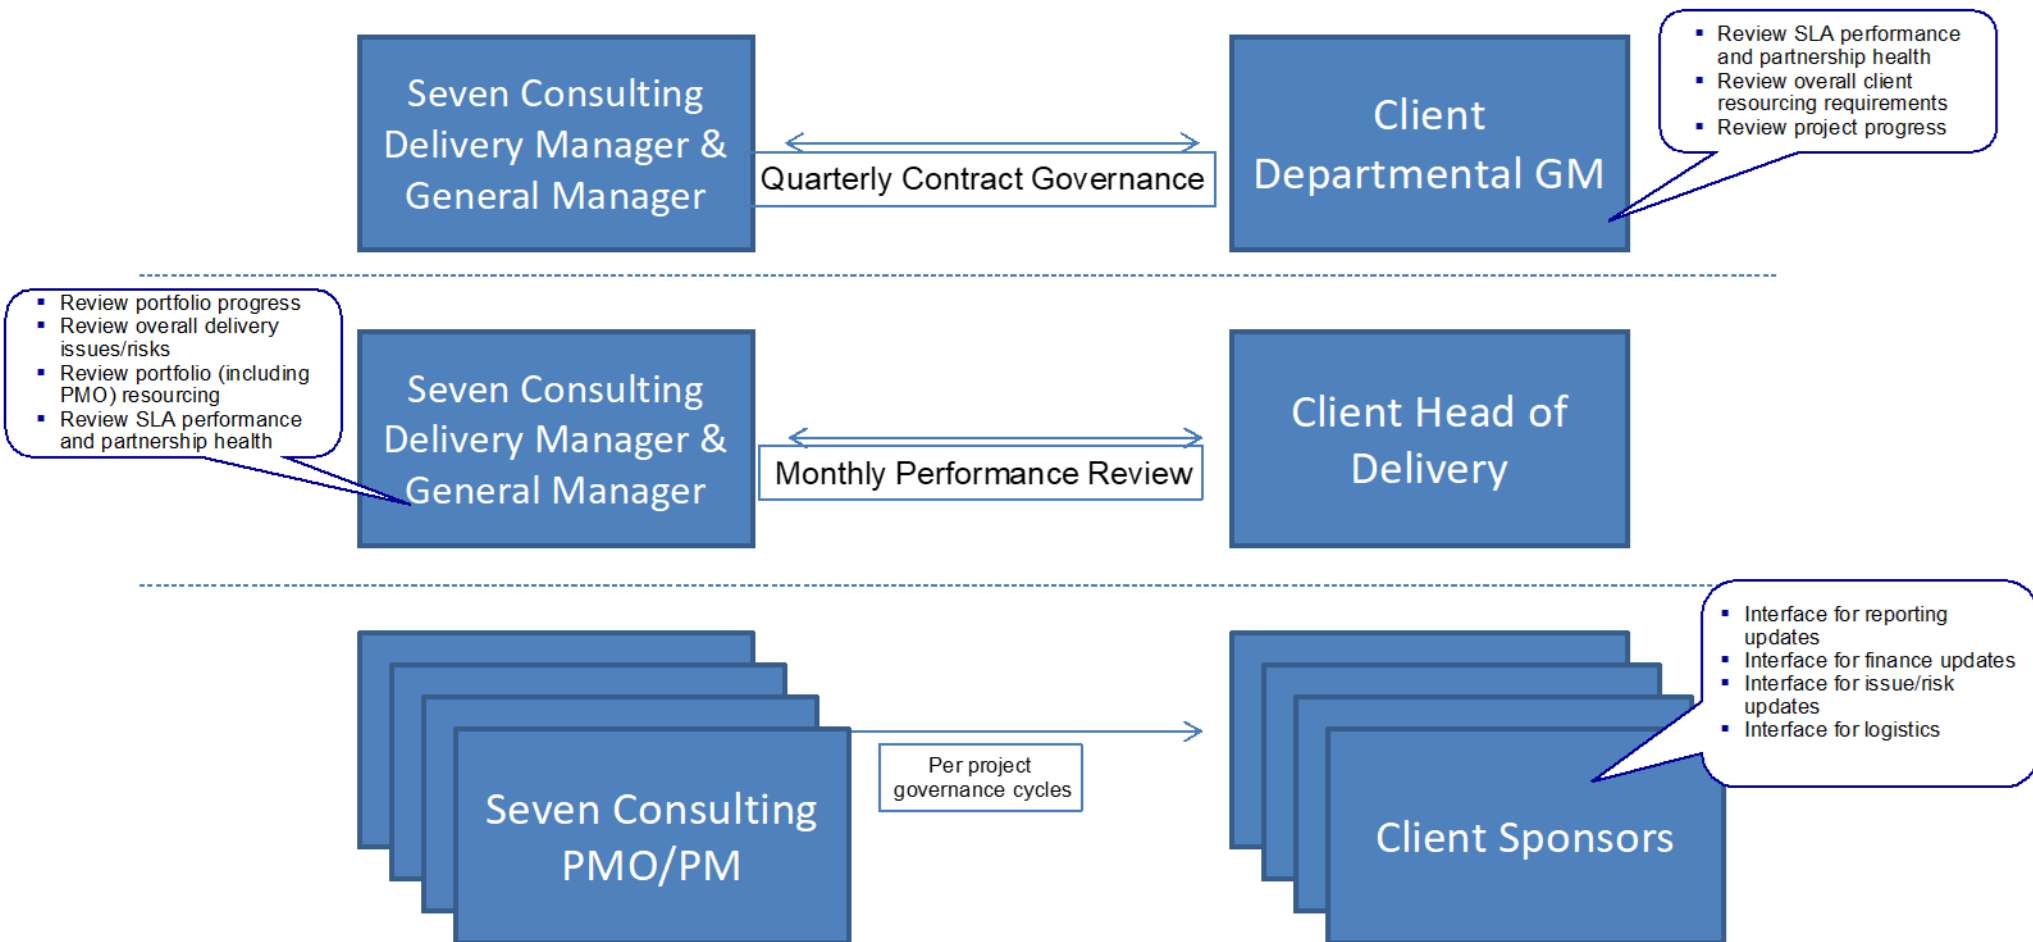 Seven Consulting
Delivery Manager &
General Manager
Quarterly Contract Governance
Client
Departmental GM
▪ Review SLA performance
and partnership health
▪ Review overall client
resourcing requirements
▪ Review project progress
▪ Review portfolio progress
▪ Review overall delivery
issues/risks
▪ Review portfolio (including
PMO) resourcing
▪ Review SLA performance
and partnership health
Seven Consulting
Delivery Manager &
General Manager
Monthly Performance Review
Client Head of
Delivery
Seven Consulting
PMO/PM
Per project
governance cycles
Client Sponsors
▪ Interface for reporting
updates
▪ Interface for finance updates
▪ Interface for issue/risk
updates
▪ Interface for logistics